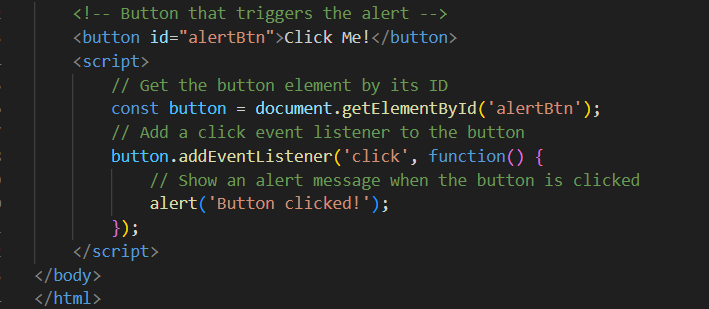 <!-- Button that triggers the alert -->
<button id="alertBtn">Click Me!</button>
<script>
// Get the button element by its ID
const button = document.getElementById('alertBtn');
// Add a click event listener to the button
button.addEventListener('click', function() {
// Show an alert message when the button is clicked
alert('Button clicked!');
});
</script>
</body>
</html>